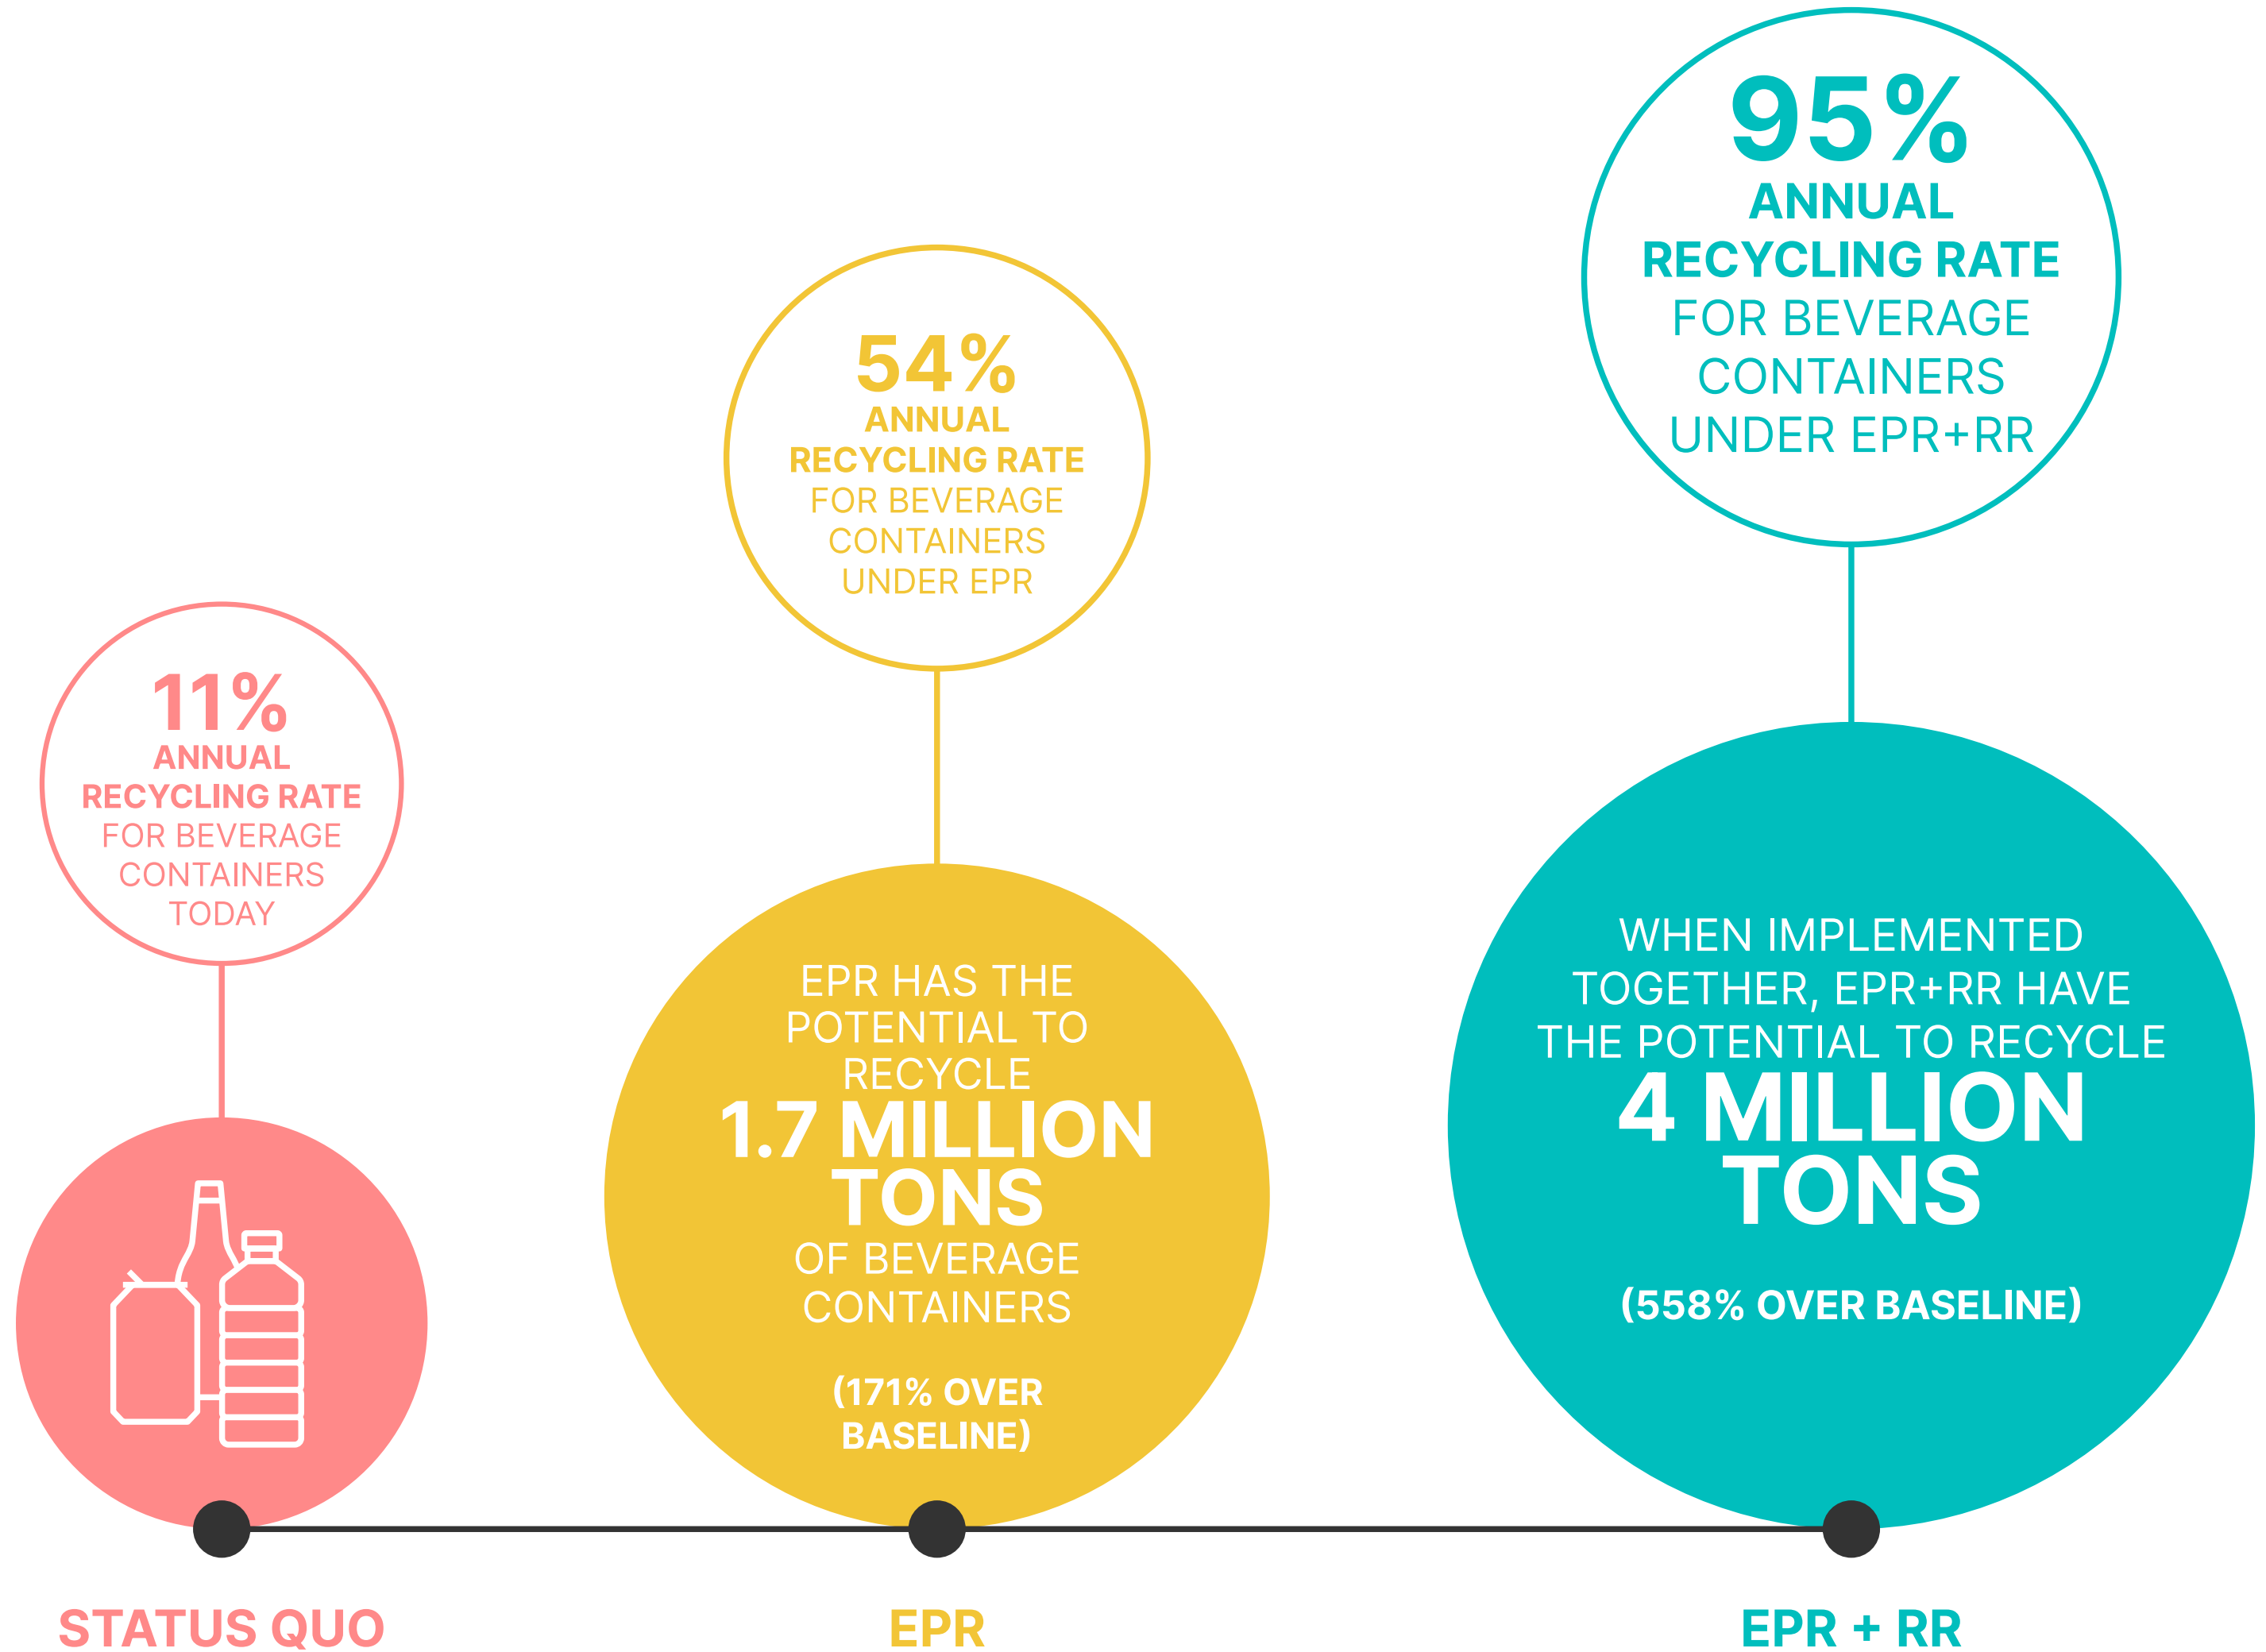 11%
ANNUAL
RECYCLING RATE
FOR BEVERAGE
CONTAINERS
TODAY
STATUS QUO
54%
ANNUAL
RECYCLING RATE
FOR BEVERAGE
CONTAINERS
UNDER EPR
EPR HAS THE
POTENTIAL TO
RECYCLE
1.7 MILLION
TONS
OF BEVERAGE
CONTAINERS
(171% OVER
BASELINE)
EPR
95%
ANNUAL
RECYCLING RATE
FOR BEVERAGE
CONTAINERS
UNDER EPR+RR
WHEN IMPLEMENTED
TOGETHER, EPR+RR HAVE
THE POTENTIAL TO RECYCLE
4 MILLION
TONS
(558% OVER BASELINE)
EPR + RR